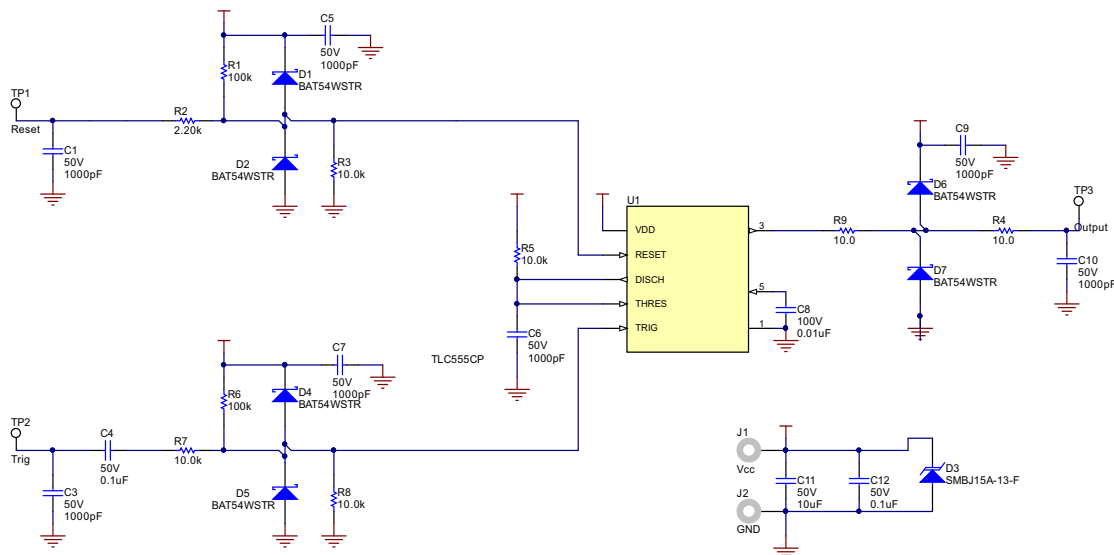 C5
50V
1000pF
R1
100k
D1
BAT54WSTR
TP1
Reset
R2
2.20k
C1
50V
1000pF
D2
BAT54WSTR
R3
10.0k
C9
50V
1000pF
D6
BAT54WSTR
TP3
Output
U1
VDD
RESET
DISCH
THRES
TRIG
3
5
1
R9
10.0
R4
10.0
R5
10.0k
D7
BAT54WSTR
C10
50V
1000pF
C8
100V
0.01uF
C6
50V
1000pF
TLC555CP
C7
50V
1000pF
R6
100k
D4
BAT54WSTR
TP2
Trig
C4
50V
0.1uF
R7
10.0k
C3
50V
1000pF
D5
BAT54WSTR
R8
10.0k
J1
Vcc
J2
GND
C11
50V
10uF
C12
50V
0.1uF
D3
SMBJ15A-13-F